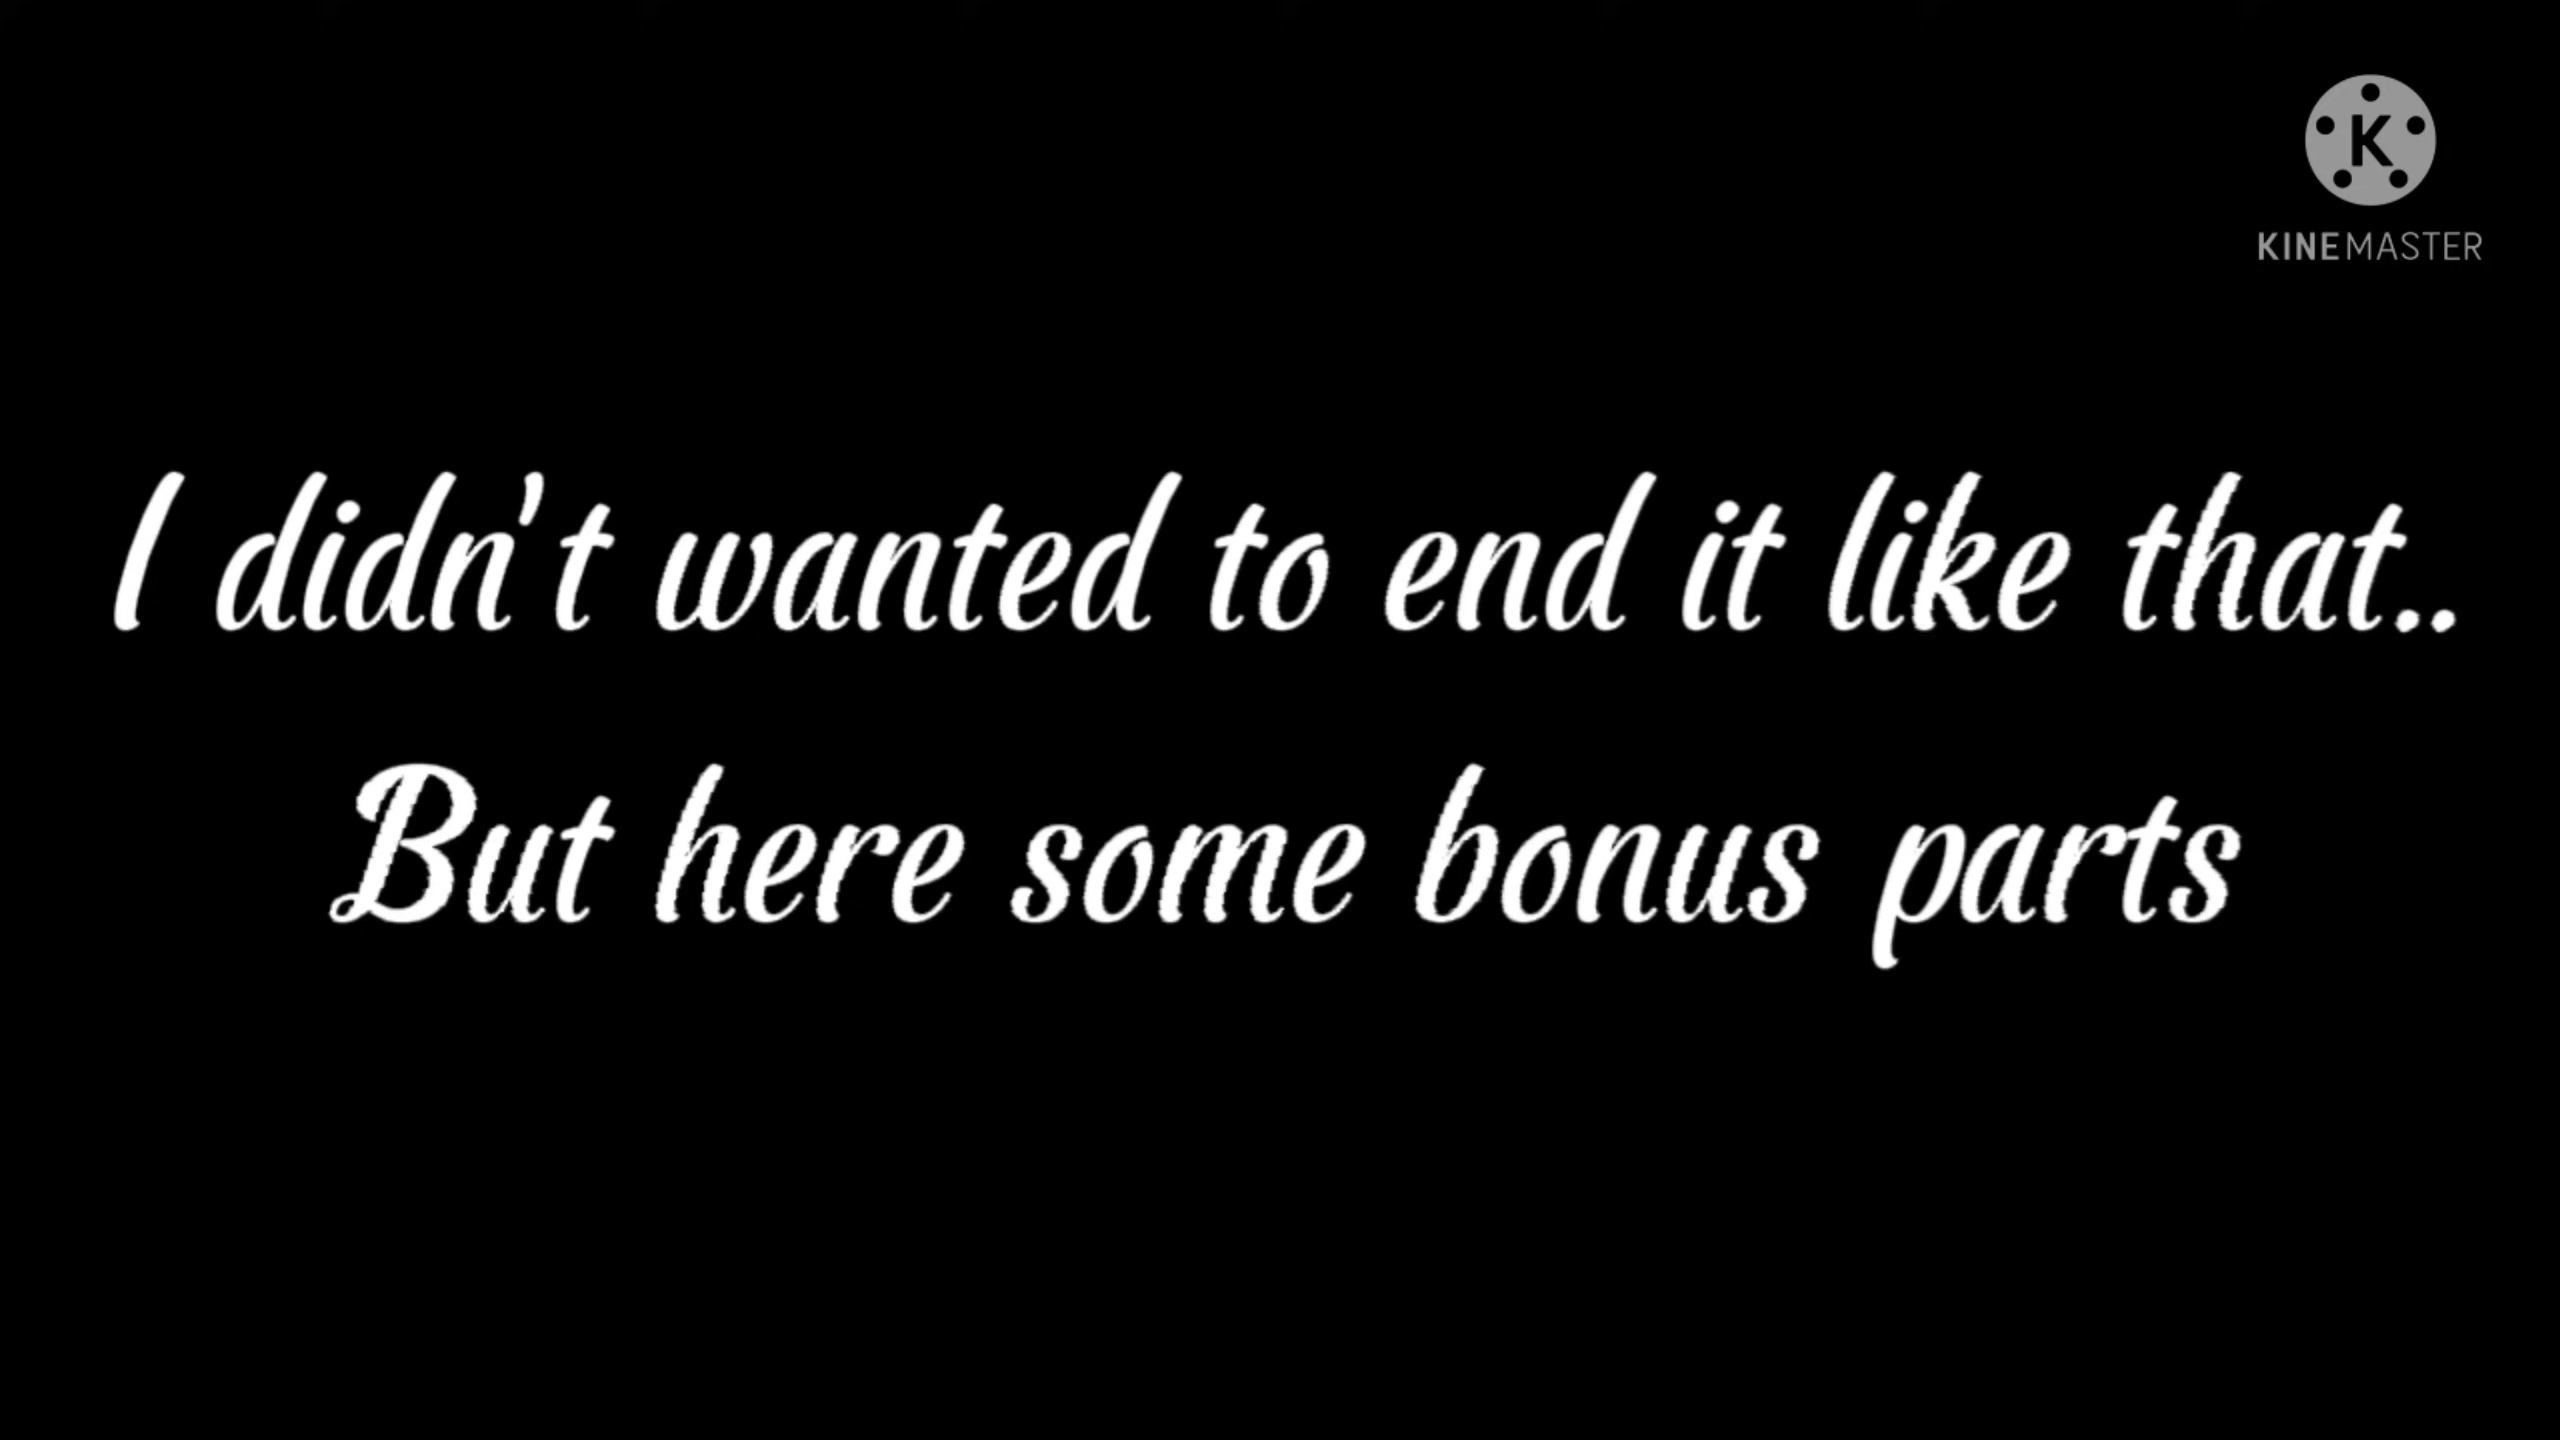 K
KINEMASTER
I didn't wanted to end it like that..
But here some bonus parts